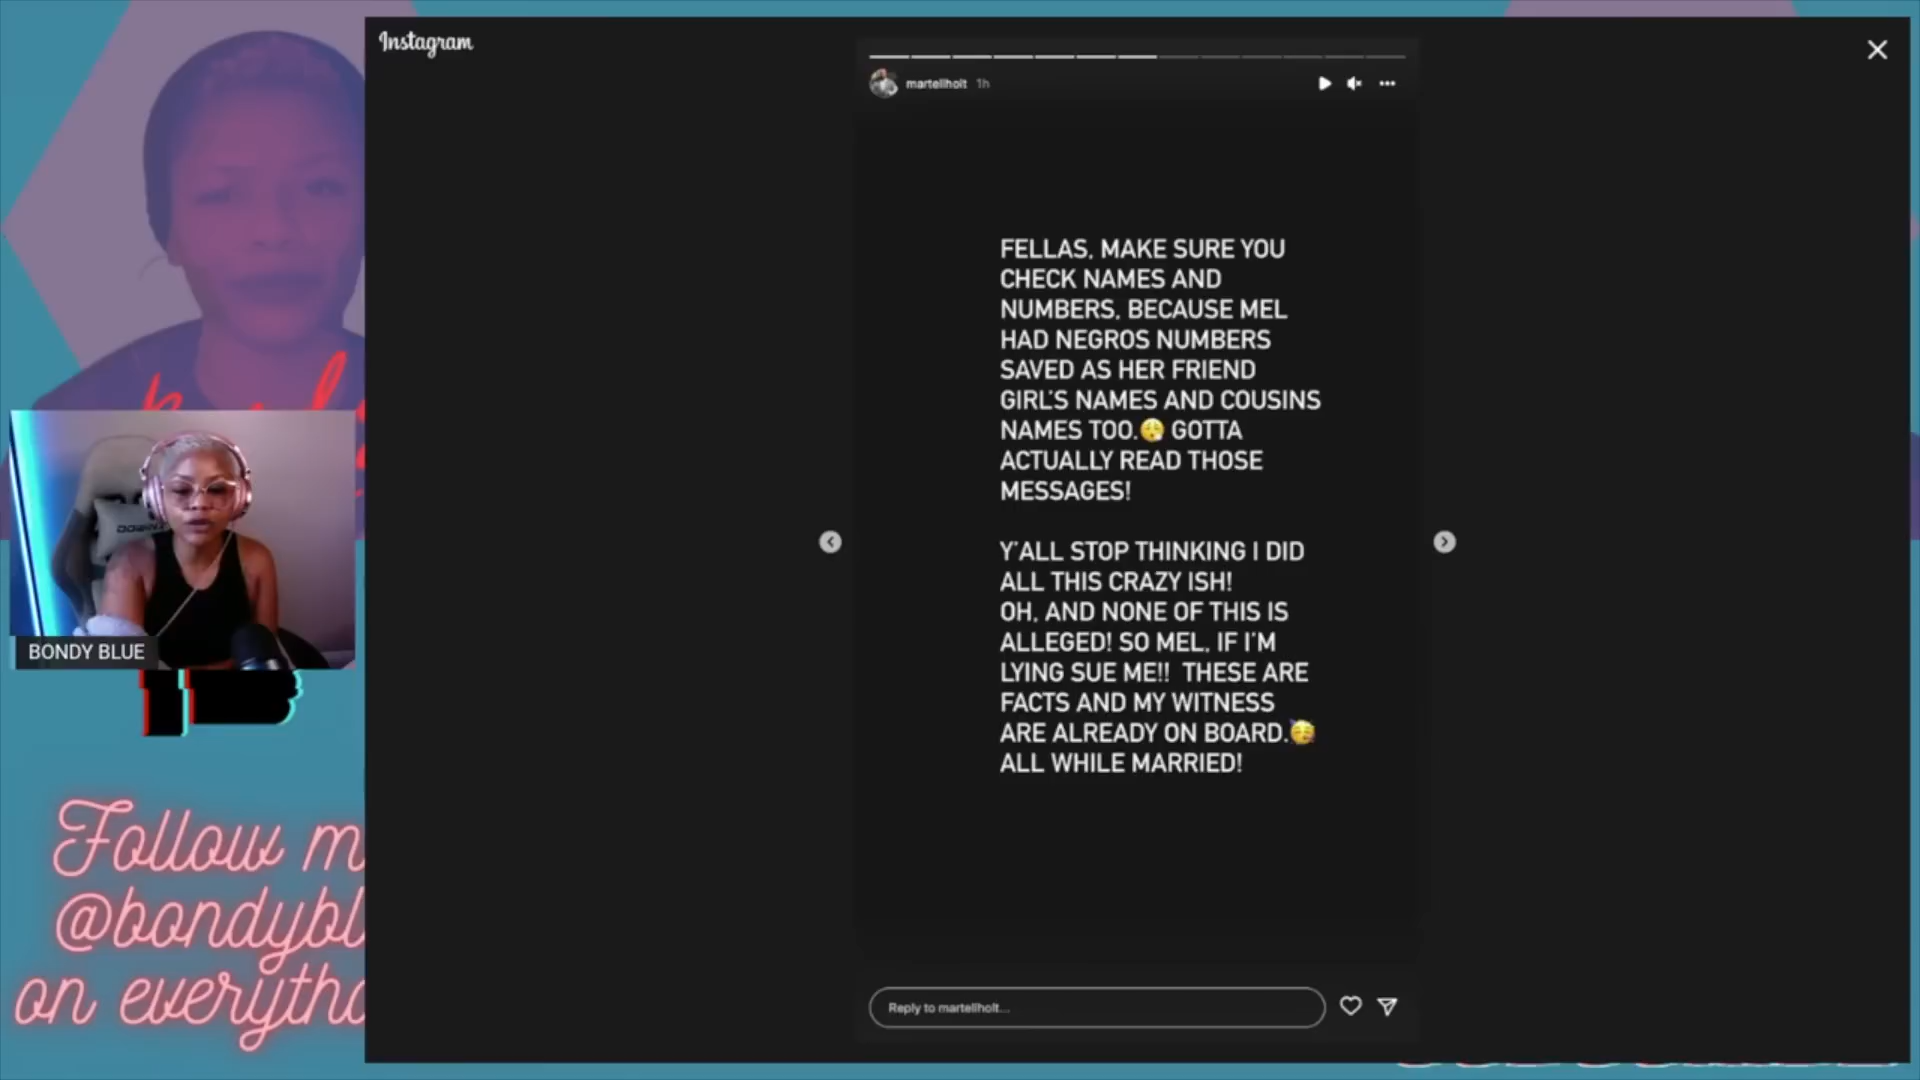 Instagram
martellholt 1h
FELLAS, MAKE SURE YOU
CHECK NAMES AND
NUMBERS, BECAUSE MEL
HAD NEGROS NUMBERS
SAVED AS HER FRIEND
GIRL'S NAMES AND COUSINS
NAMES TOO.😮‍💨 GOTTA
ACTUALLY READ THOSE
MESSAGES!
Y'ALL STOP THINKING I DID
ALL THIS CRAZY ISH!
OH, AND NONE OF THIS IS
ALLEGED! SO MEL, IF I'M
LYING SUE ME!! THESE ARE
FACTS AND MY WITNESS
ARE ALREADY ON BOARD.🥳
ALL WHILE MARRIED!
Reply to martellholt...
BONDY BLUE
Follow m
@bondybl
on everyth